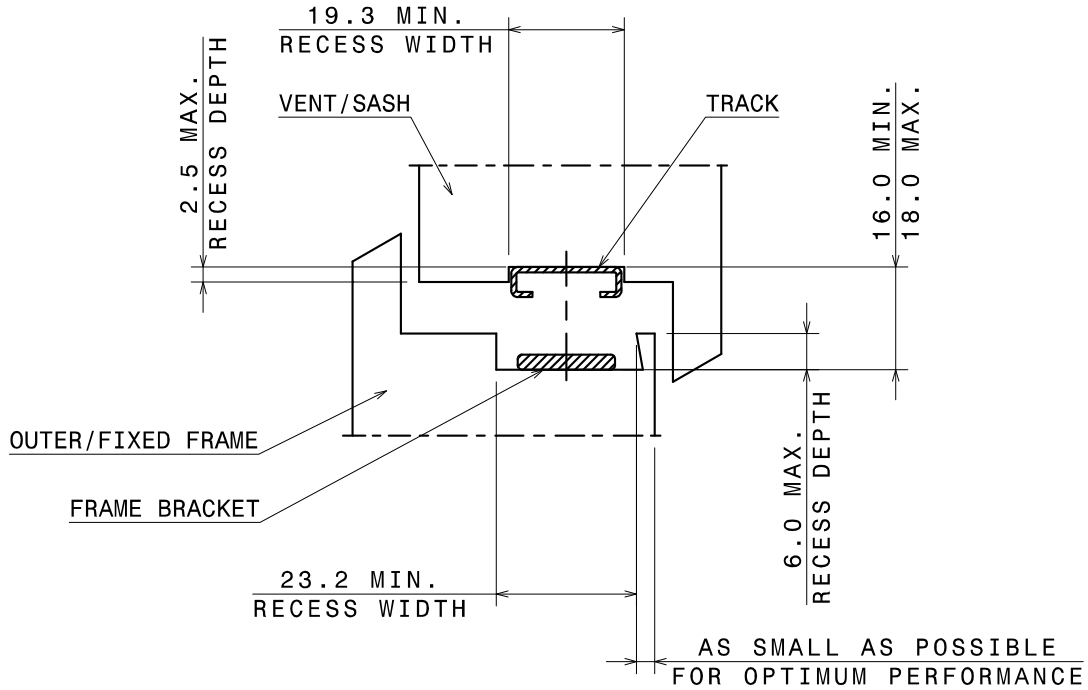 19.3 MIN.
RECESS WIDTH
2.5 MAX.
RECESS DEPTH
VENT/SASH
TRACK
16.0 MIN.
18.0 MAX.
OUTER/FIXED FRAME
FRAME BRACKET
6.0 MAX.
RECESS DEPTH
23.2 MIN.
RECESS WIDTH
AS SMALL AS POSSIBLE
FOR OPTIMUM PERFORMANCE